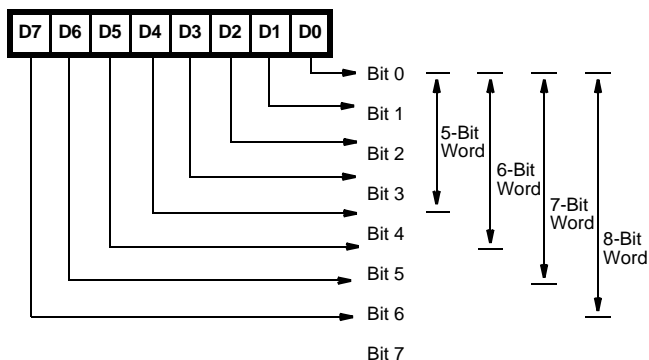 D7 D6 D5 D4 D3 D2 D1 D0
Bit 0
Bit 1
Bit 2
Bit 3
Bit 4
Bit 5
Bit 6
Bit 7
5-Bit
Word
6-Bit
Word
7-Bit
Word
8-Bit
Word